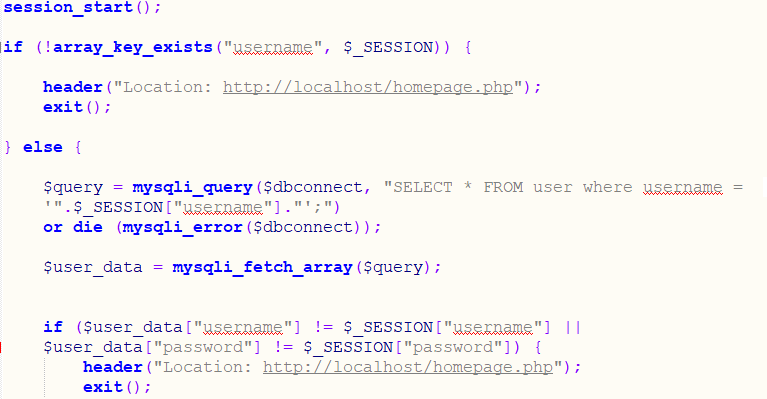 session_start();
if (!array_key_exists("username", $_SESSION)) {
header("Location: http://localhost/homepage.php");
exit();
} else {
$query = mysqli_query($dbconnect, "SELECT * FROM user where username =
'".$_SESSION["username"]."';")
or die (mysqli_error($dbconnect));
$user_data = mysqli_fetch_array($query);
if ($user_data["username"] != $_SESSION["username"] ||
$user_data["password"] != $_SESSION["password"]) {
header("Location: http://localhost/homepage.php");
exit();